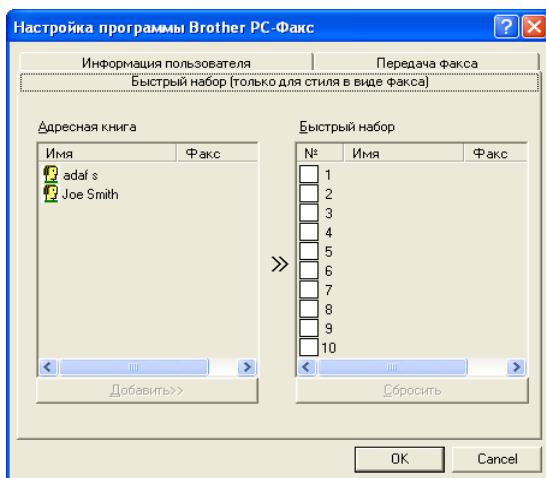 Настройка программы Brother PC-Факс
Информация пользователя
Передача факса
Быстрый набор (только для стиля в виде факса)
Адресная книга
Имя Факс
adaf s
Joe Smith
Добавить>>
Быстрый набор
№ Имя Факс
1
2
3
4
5
6
7
8
9
10
Сбросить
OK
Cancel